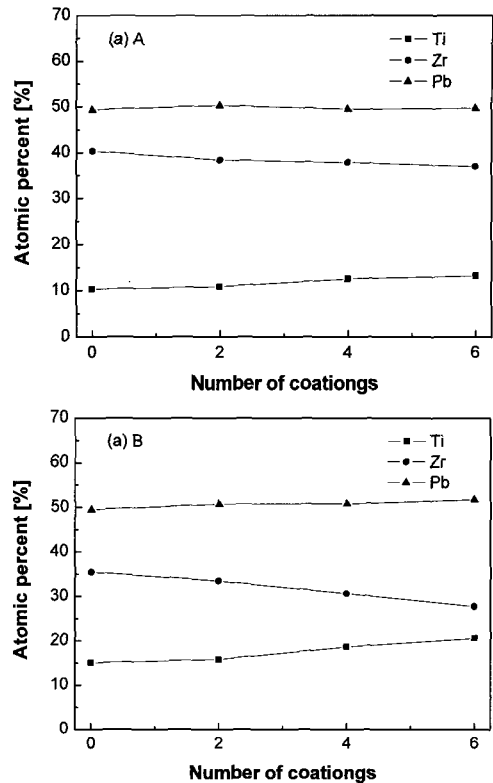 (a) A
Ti
Zr
Pb
Atomic percent [%]
70
60
50
40
30
20
10
0
0 2 4 6
Number of coationgs
(a) B
Ti
Zr
Pb
Atomic percent [%]
70
60
50
40
30
20
10
0
0 2 4 6
Number of coationgs